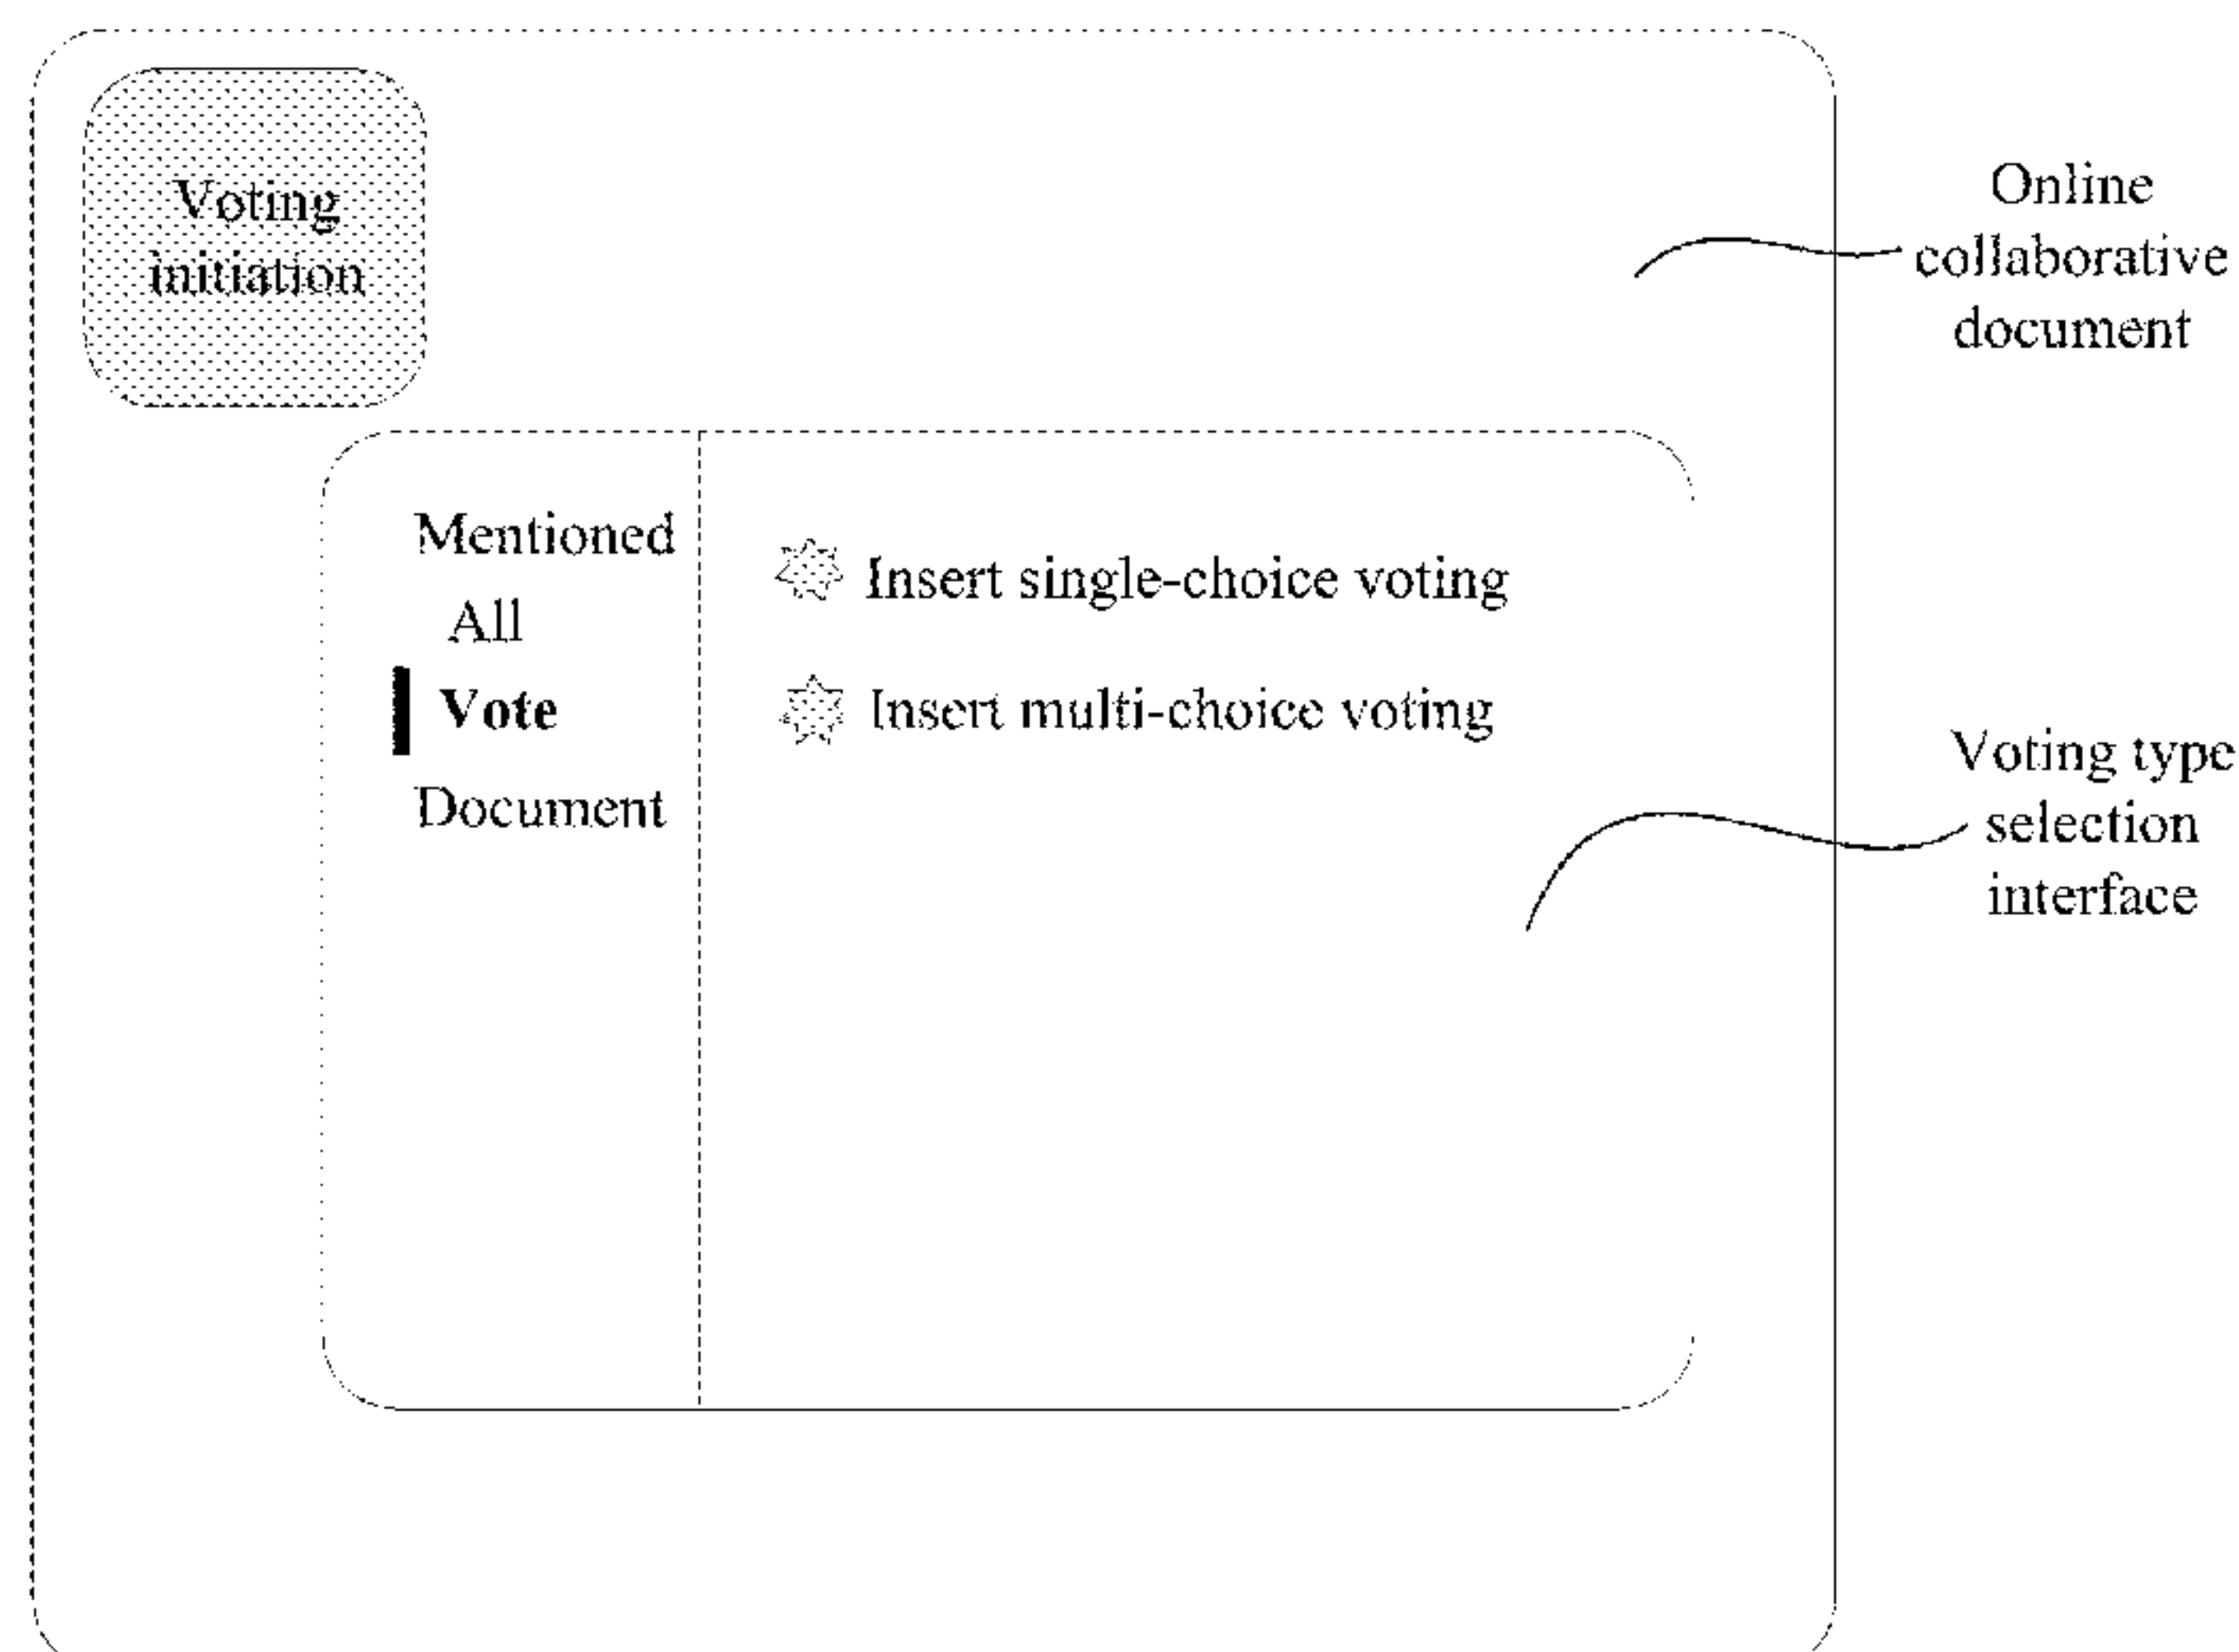 Voting
initiation
Online
collaborative
document
Mentioned
All
Vote
Document
Insert single-choice voting
Insert multi-choice voting
Voting type
selection
interface